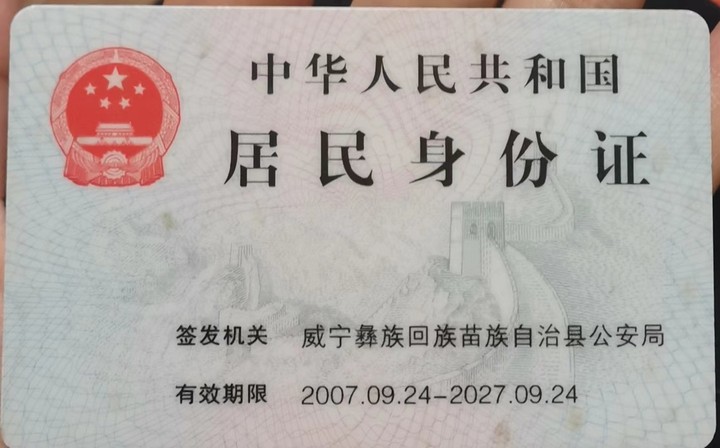 中华人民共和国
居民身份证
签发机关 威宁彝族回族苗族自治县公安局
有效期限 2007.09.24-2027.09.24